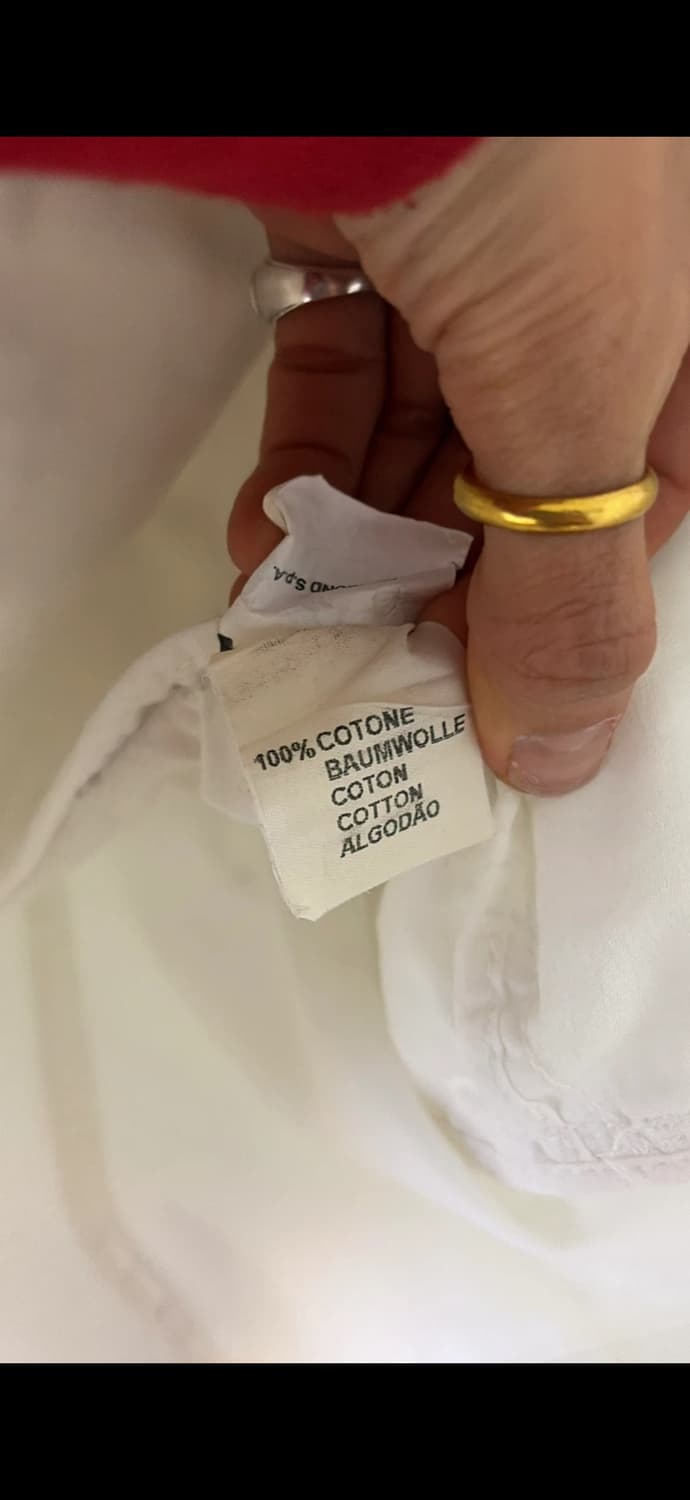 S.p.A.
100% COTONE
BAUMWOLLE
COTON
COTTON
ALGODÃO